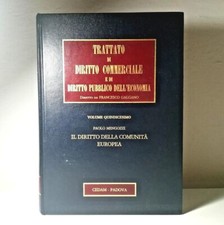 TRATTATO
DI
DIRITTO COMMERCIALE
E DI
DIRITTO PUBBLICO DELL'ECONOMIA
DIRETTO DA FRANCESCO GALGANO
VOLUME QUINDICESIMO
PAOLO MENGOZZI
IL DIRITTO DELLA COMUNITÀ
EUROPEA
CEDAM - PADOVA